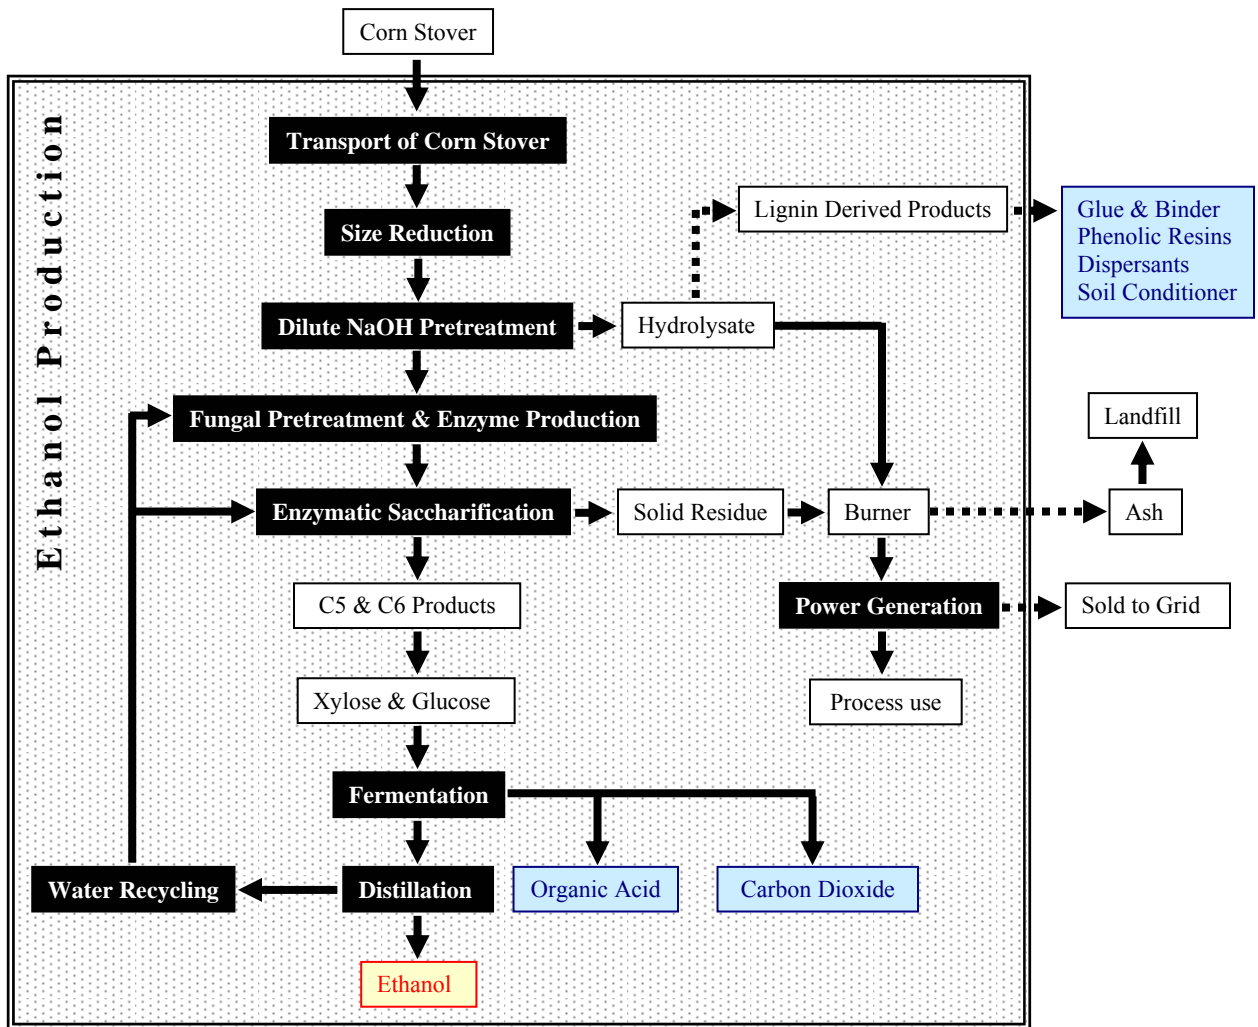 Corn Stover
Ethanol Production
Transport of Corn Stover
Size Reduction
Lignin Derived Products
Glue & Binder
Phenolic Resins
Dispersants
Soil Conditioner
Dilute NaOH Pretreatment
Hydrolysate
Fungal Pretreatment & Enzyme Production
Landfill
Enzymatic Saccharification
Solid Residue
Burner
Ash
C5 & C6 Products
Power Generation
Sold to Grid
Xylose & Glucose
Process use
Fermentation
Water Recycling
Distillation
Organic Acid
Carbon Dioxide
Ethanol